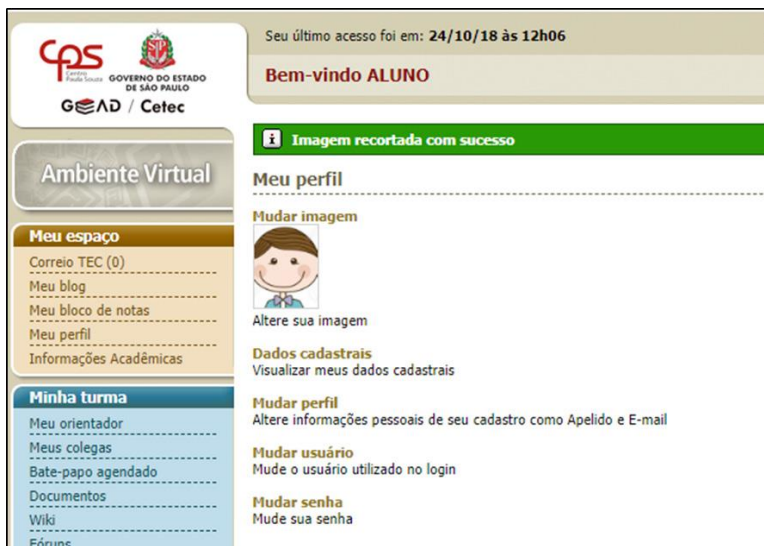 cps
Centro
Paula Souza
SP
GOVERNO DO ESTADO
DE SÃO PAULO
GEAD / Cetec
Seu último acesso foi em: 24/10/18 às 12h06
Bem-vindo ALUNO
i Imagem recortada com sucesso
Ambiente Virtual
Meu espaço
Correio TEC (0)
Meu blog
Meu bloco de notas
Meu perfil
Informações Acadêmicas
Minha turma
Meu orientador
Meus colegas
Bate-papo agendado
Documentos
Wiki
Fóruns
Meu perfil
Mudar imagem
Altere sua imagem
Dados cadastrais
Visualizar meus dados cadastrais
Mudar perfil
Altere informações pessoais de seu cadastro como Apelido e E-mail
Mudar usuário
Mude o usuário utilizado no login
Mudar senha
Mude sua senha